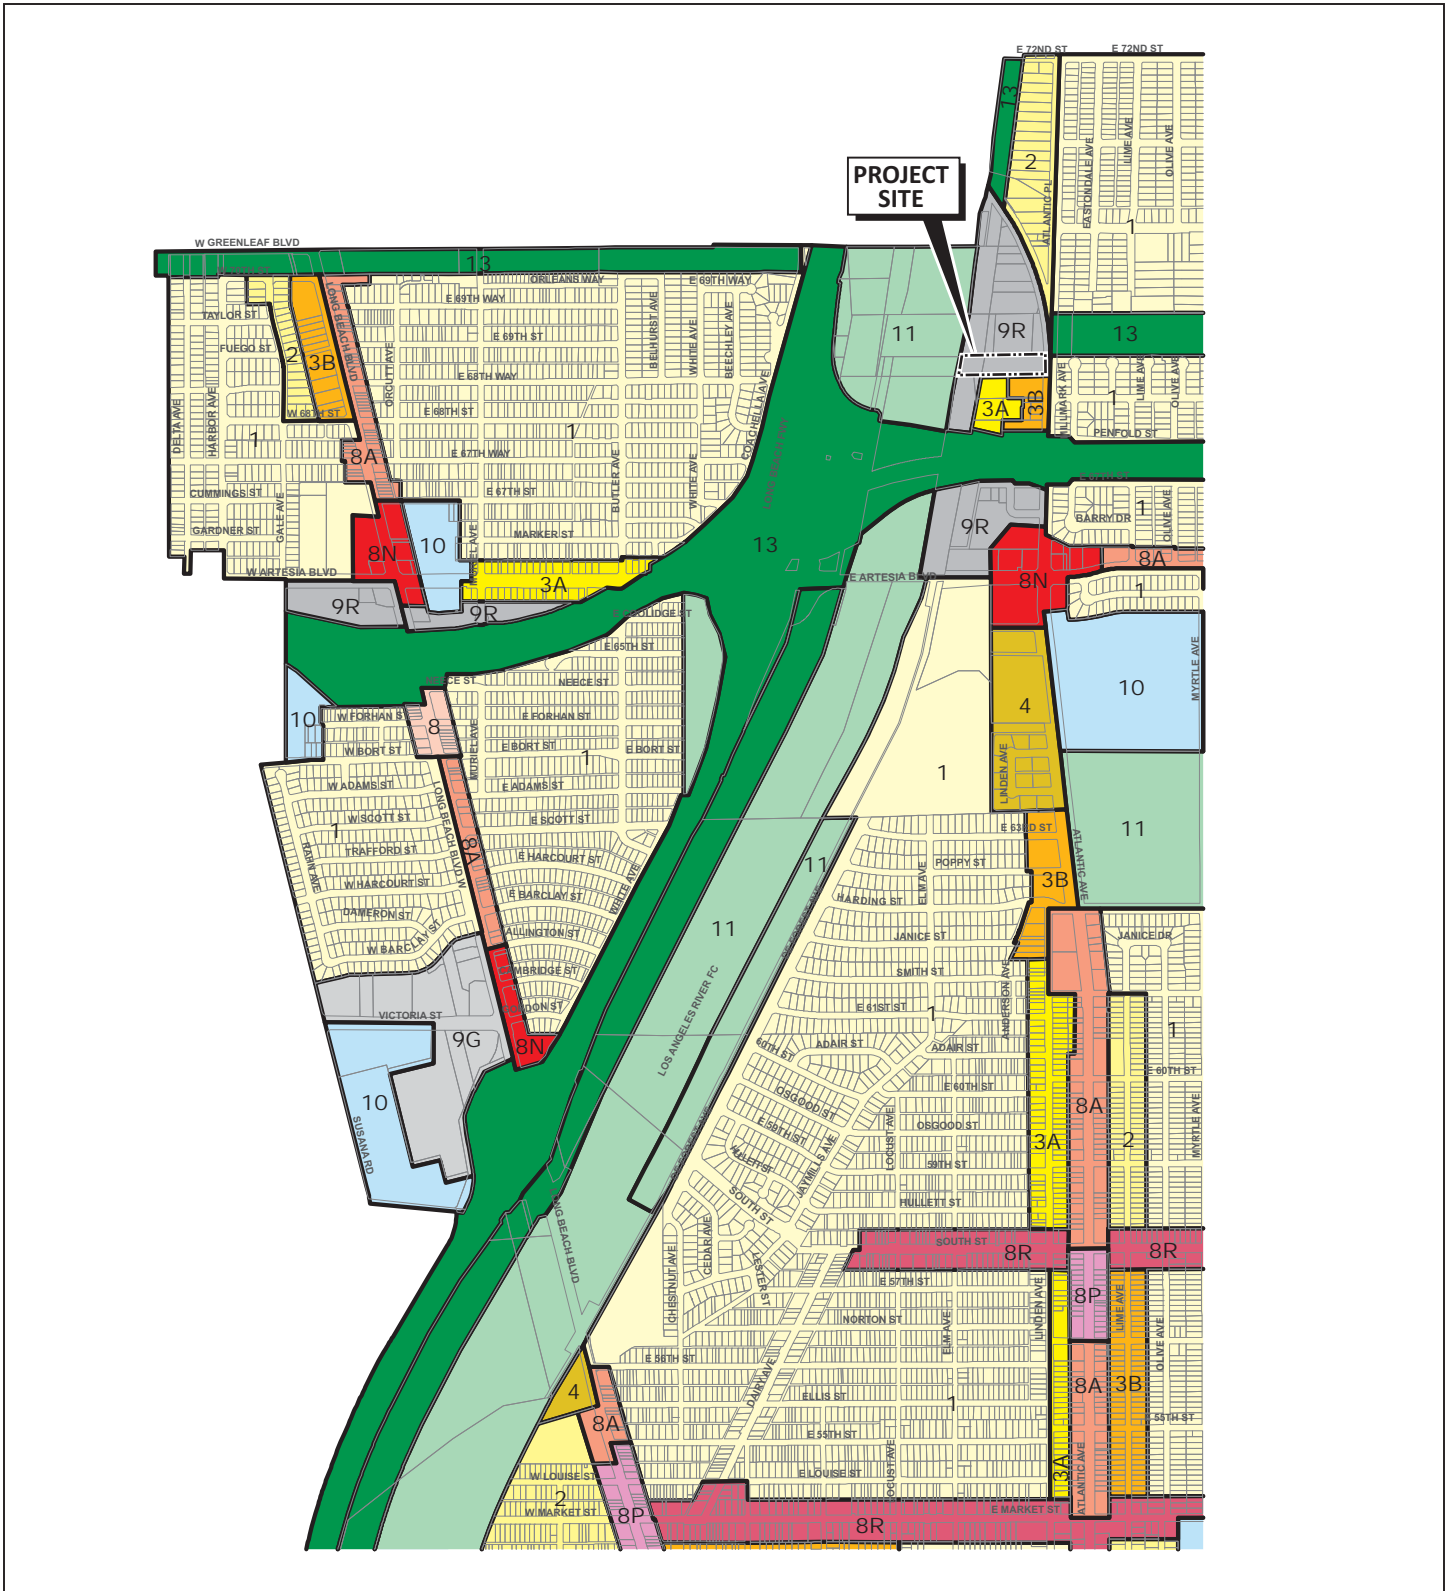 E 72ND ST
E 72ND ST
13
2
ATLANTIC PL
EASTONDALE AVE
LIME AVE
OLIVE AVE
1
PROJECT
SITE
W GREENLEAF BLVD
13
ORLEANS WAY
E 69TH WAY
E 69TH WAY
TAYLOR ST
FUEGO ST
2
3B
LONG BEACH BLVD
ORCUTT AVE
E 69TH ST
E 68TH WAY
BELHURST AVE
WHITE AVE
BEECHLEY AVE
COACHELLA AVE
11
9R
13
DELTA AVE
HARBOR AVE
W 68TH ST
E 68TH ST
1
1
3A
3B
MILLMARK AVE
LIME AVE
OLIVE AVE
1
PENFOLD ST
8A
E 67TH WAY
E 67TH ST
BUTLER AVE
WHITE AVE
CUMMINGS ST
GARDNER ST
GALE AVE
MARKER ST
8N
10
13
9R
BARRY DR
1
OLIVE AVE
8A
W ARTESIA BLVD
3A
E ARTESIA BLVD
8N
1
9R
9R
E 65TH ST
4
10
MYRTLE AVE
NEECE ST
NEECE ST
10
W FORHAN ST
8
E FORHAN ST
W BORT ST
MURIEL AVE
E BORT ST
1
E BORT ST
W ADAMS ST
E ADAMS ST
1
LINDEN AVE
LONG BEACH BLVD W
W SCOTT ST
E SCOTT ST
1
E 63RD ST
11
ATLANTIC AVE
RAHN AVE
TRAFFORD ST
8A
E HARCOURT ST
11
POPPY ST
3B
W HARCOURT ST
E BARCLAY ST
WHITE AVE
HARDING ST
ELM AVE
DAMERON ST
11
W BARCLAY ST
ALLINGTON ST
JANICE ST
JANICE DR
SMITH ST
ANDERSON AVE
LOS ANGELES RIVER FC
E 61ST ST
1
1
VICTORIA ST
9G
8N
60TH ST
ADAIR ST
ADAIR ST
E 60TH ST
E 60TH ST
10
OSGOOD ST
8A
SUSANA RD
E 59TH ST
LOCUST AVE
OSGOOD ST
3A
2
MYRTLE AVE
HULLETT ST
JAYMILLS AVE
59TH ST
SOUTH ST
HULLETT ST
LONG BEACH BLVD
CEDAR AVE
SOUTH ST
8R
8R
CHESTNUT AVE
LESTER ST
E 57TH ST
LINDEN AVE
8P
LIME AVE
NORTON ST
ELM AVE
OLIVE AVE
E 56TH ST
DAIRY AVE
4
ELLIS ST
1
8A
3B
8A
E 55TH ST
E 55TH ST
W LOUISE ST
E LOUISE ST
LOCUST AVE
3A
ATLANTIC AVE
2
W MARKET ST
8P
8R
E MARKET ST